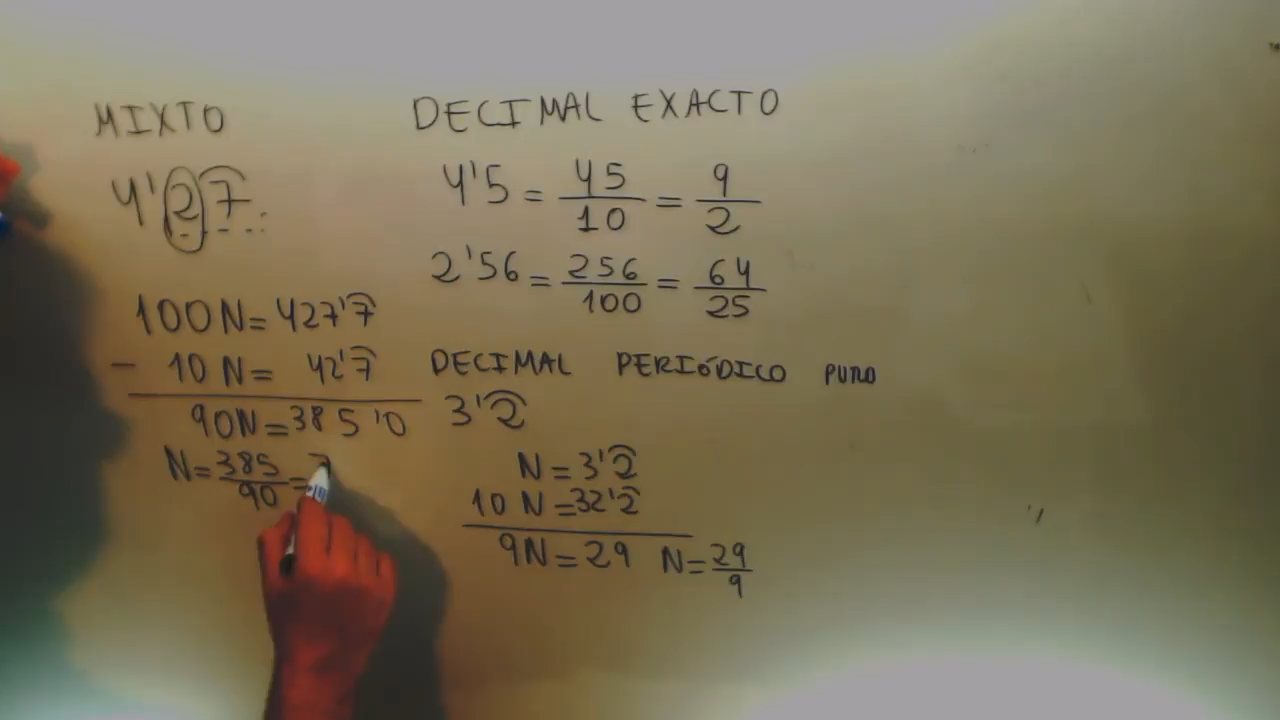 MIXTO
4'27...
100N=427'7
- 10N= 42'7
90N=385'0
N=385/90=7
DECIMAL EXACTO
4'5 = 45/10 = 9/2
2'56 = 256/100 = 64/25
DECIMAL PERIÓDICO PURO
3'2
N=3'2
10 N=32'2
9N=29 N=29/9